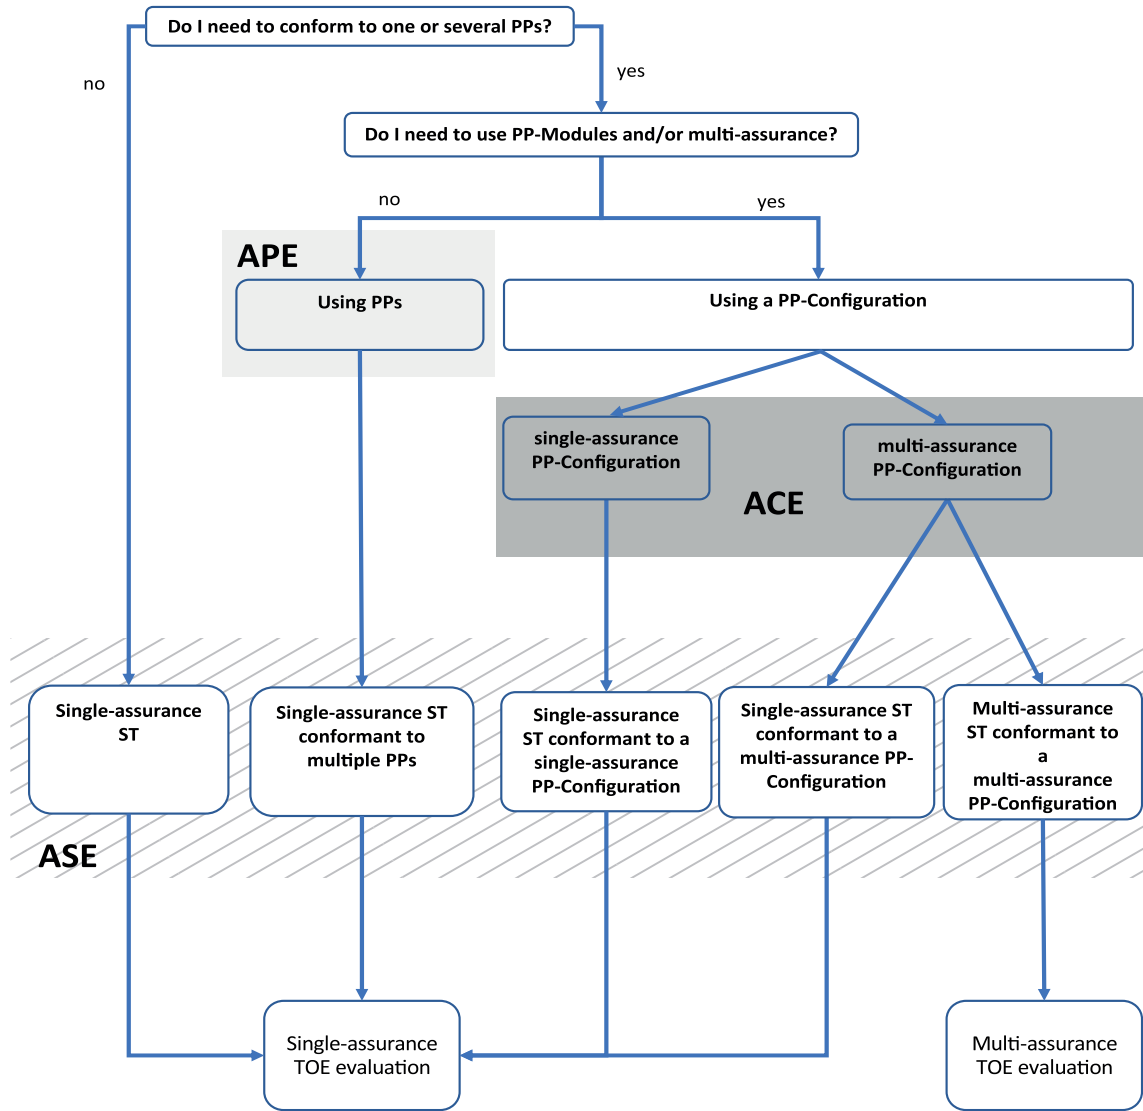 Do I need to conform to one or several PPs?
no
yes
Do I need to use PP-Modules and/or multi-assurance?
no
yes
APE
Using PPs
Using a PP-Configuration
single-assurance
PP-Configuration
multi-assurance
PP-Configuration
ACE
Single-assurance
ST
Single-assurance ST
conformant to
multiple PPs
Single-assurance
ST conformant to a
single-assurance
PP-Configuration
Single-assurance ST
conformant to a
multi-assurance PP-
Configuration
Multi-assurance
ST conformant to
a
multi-assurance
PP-Configuration
ASE
Single-assurance
TOE evaluation
Multi-assurance
TOE evaluation